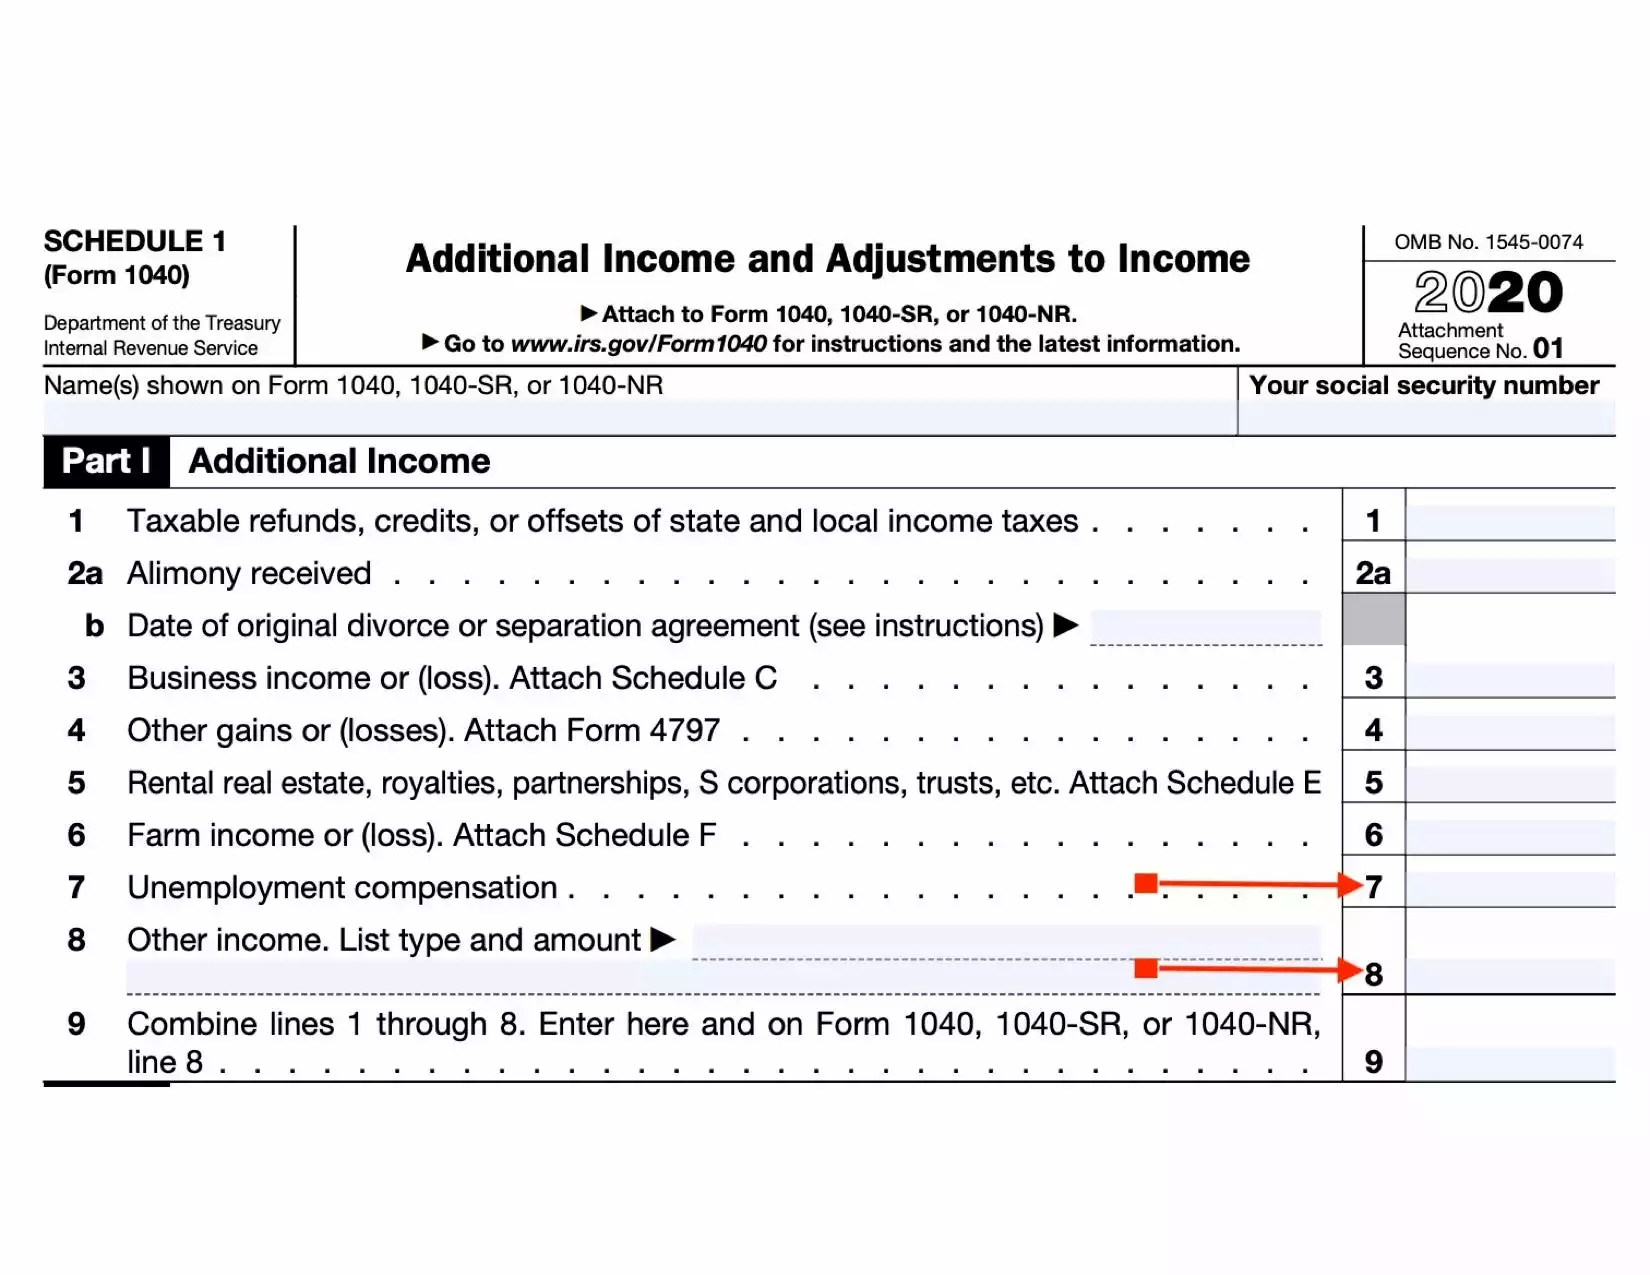 SCHEDULE 1
(Form 1040)
Department of the Treasury
Internal Revenue Service
Additional Income and Adjustments to Income
▶ Attach to Form 1040, 1040-SR, or 1040-NR.
▶ Go to www.irs.gov/Form1040 for instructions and the latest information.
OMB No. 1545-0074
2020
Attachment
Sequence No. 01
Name(s) shown on Form 1040, 1040-SR, or 1040-NR
Your social security number
Part I Additional Income
1 Taxable refunds, credits, or offsets of state and local income taxes . . . . . . . 1
2a Alimony received . . . . . . . . . . . . . . . . . . . . . . . . . . . 2a
b Date of original divorce or separation agreement (see instructions) ▶
3 Business income or (loss). Attach Schedule C . . . . . . . . . . . . . . . 3
4 Other gains or (losses). Attach Form 4797 . . . . . . . . . . . . . . . . . 4
5 Rental real estate, royalties, partnerships, S corporations, trusts, etc. Attach Schedule E 5
6 Farm income or (loss). Attach Schedule F . . . . . . . . . . . . . . . . . 6
7 Unemployment compensation . . . . . . . . . . . . . . . . . . . . . . 7
8 Other income. List type and amount ▶
8
9 Combine lines 1 through 8. Enter here and on Form 1040, 1040-SR, or 1040-NR,
line 8 . . . . . . . . . . . . . . . . . . . . . . . . . . . . . . . . 9